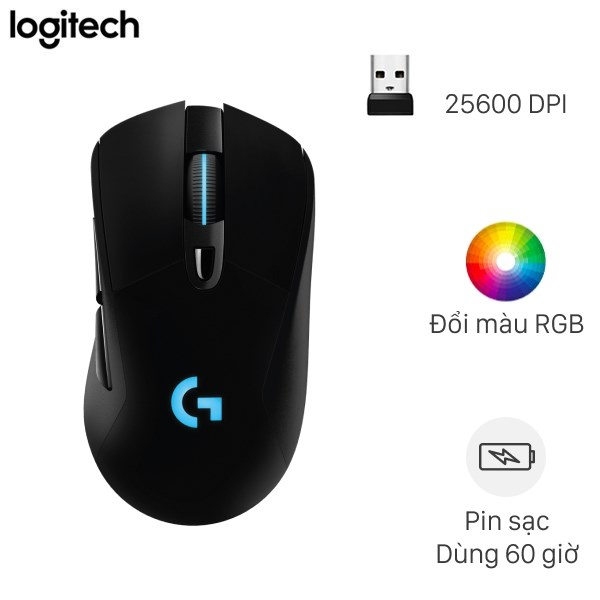 logitech
25600 DPI
Đổi màu RGB
G
Pin sạc
Dùng 60 giờ